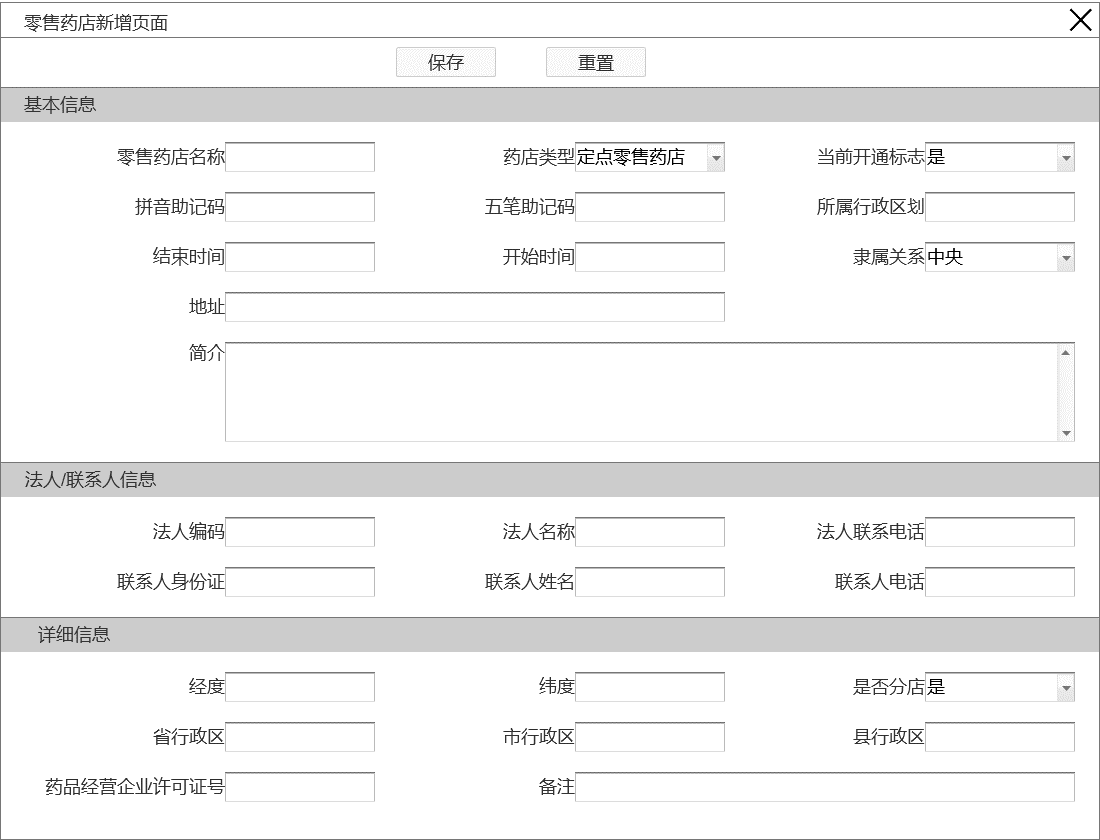 零售药店新增页面
保存 重置
基本信息
零售药店名称 药店类型 定点零售药店 当前开通标志 是
拼音助记码 五笔助记码 所属行政区划
结束时间 开始时间 隶属关系 中央
地址
简介
法人/联系人信息
法人编码 法人名称 法人联系电话
联系人身份证 联系人姓名 联系人电话
详细信息
经度 纬度 是否分店 是
省行政区 市行政区 县行政区
药品经营企业许可证号 备注